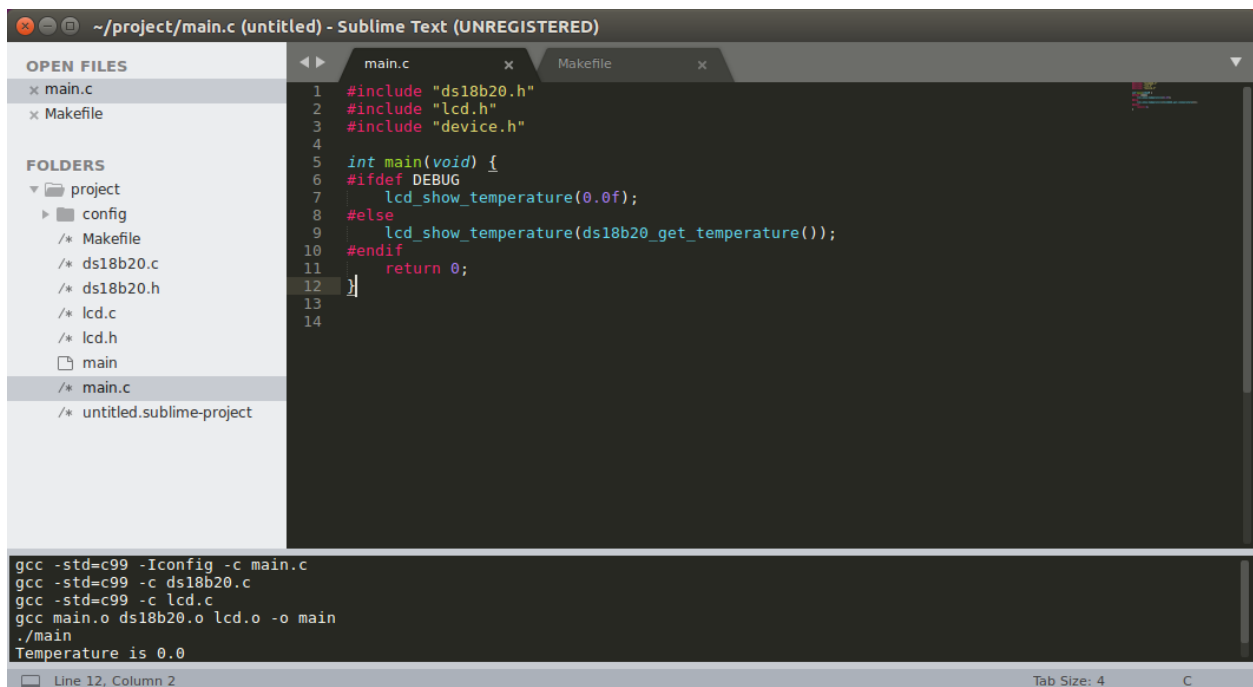 ~/project/main.c (untitled) - Sublime Text (UNREGISTERED)
OPEN FILES
main.c
Makefile
FOLDERS
project
config
/* Makefile
/* ds18b20.c
/* ds18b20.h
/* lcd.c
/* lcd.h
main
/* main.c
/* untitled.sublime-project
main.c
Makefile
1 #include "ds18b20.h"
2 #include "lcd.h"
3 #include "device.h"
4
5 int main(void) {
6 #ifdef DEBUG
7     lcd_show_temperature(0.0f);
8 #else
9     lcd_show_temperature(ds18b20_get_temperature());
10 #endif
11     return 0;
12 }
13
14
gcc -std=c99 -Iconfig -c main.c
gcc -std=c99 -c ds18b20.c
gcc -std=c99 -c lcd.c
gcc main.o ds18b20.o lcd.o -o main
./main
Temperature is 0.0
Line 12, Column 2
Tab Size: 4
C